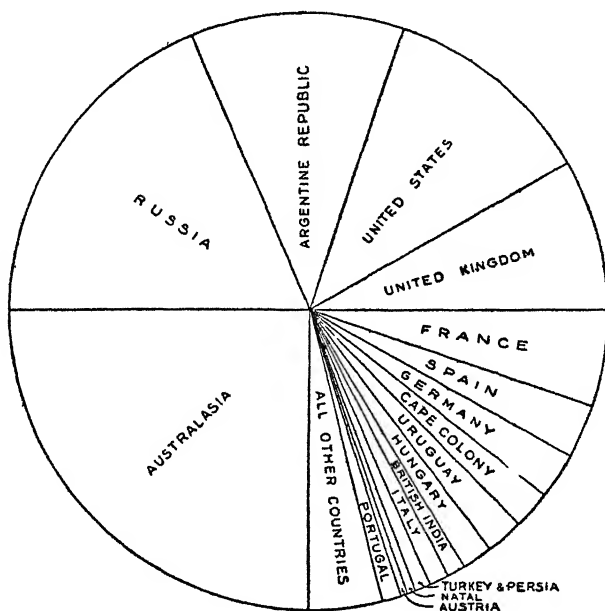 ARGENTINE REPUBLIC
UNITED STATES
RUSSIA
UNITED KINGDOM
FRANCE
SPAIN
GERMANY
CAPE COLONY
URUGUAY
HUNGARY
BRITISH INDIA
ITALY
AUSTRALASIA
ALL OTHER COUNTRIES
PORTUGAL
TURKEY & PERSIA
NATAL
AUSTRIA